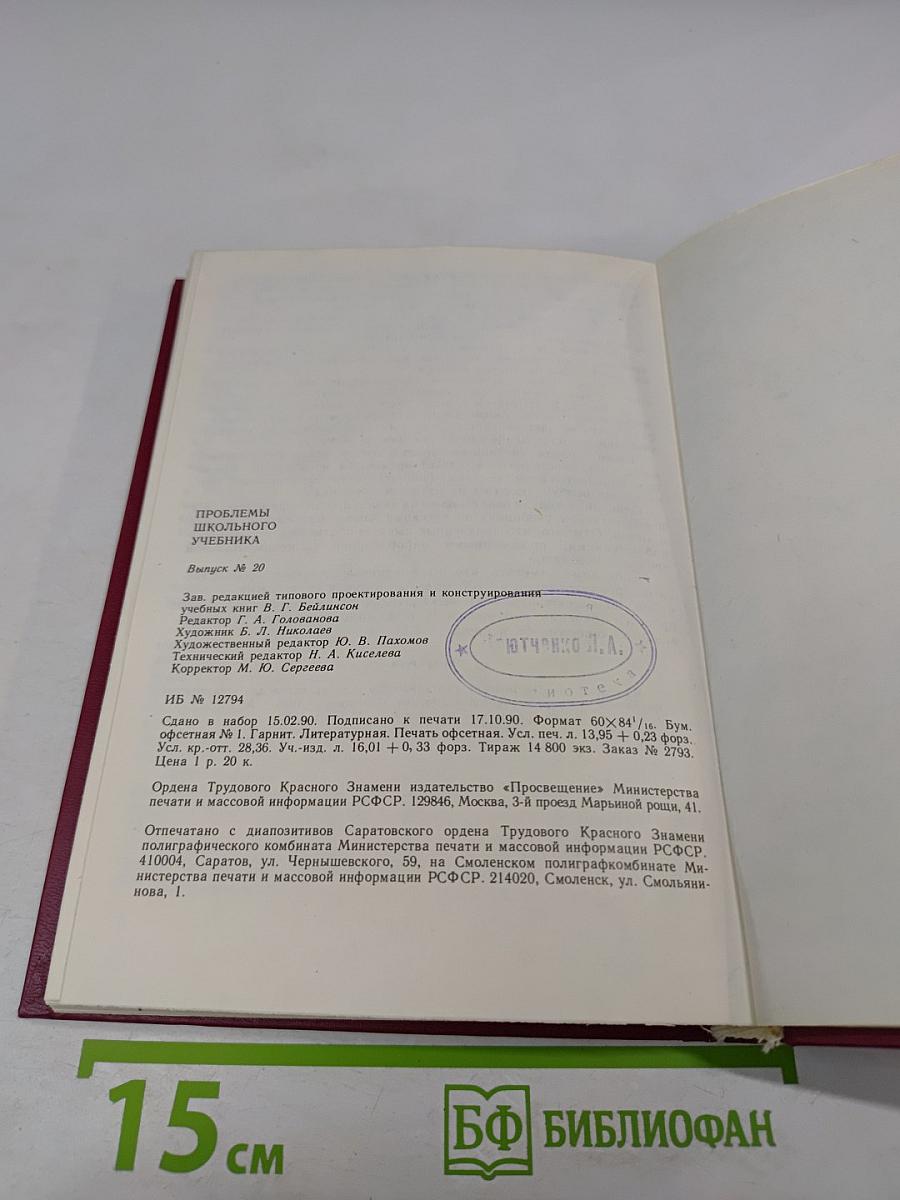 ПРОБЛЕМЫ
ШКОЛЬНОГО
УЧЕБНИКА
Выпуск № 20
Зав. редакцией типового проектирования и конструирования
учебных книг В. Г. Бейлинсон
Редактор Г. А. Голованова
Художник Б. Л. Николаев
Художественный редактор Ю. В. Пахомов
Технический редактор Н. А. Киселева
Корректор М. Ю. Сергеева
ИБ № 12794
Сдано в набор 15.02.90. Подписано к печати 17.10.90. Формат 60×84¹/₁₆. Бум.
офсетная № 1. Гарнит. Литературная. Печать офсетная. Усл. печ. л. 13,95 + 0,23 форз.
Усл. кр.-отт. 28,36. Уч.-изд. л. 16,01 + 0, 33 форз. Тираж 14 800 экз. Заказ № 2793.
Цена 1 р. 20 к.
Ордена Трудового Красного Знамени издательство «Просвещение» Министерства
печати и массовой информации РСФСР. 129846, Москва, 3-й проезд Марьиной рощи, 41.
Отпечатано с диапозитивов Саратовского ордена Трудового Красного Знамени
полиграфического комбината Министерства печати и массовой информации РСФСР.
410004, Саратов, ул. Чернышевского, 59, на Смоленском полиграфкомбинате Ми-
нистерства печати и массовой информации РСФСР. 214020, Смоленск, ул. Смольяни-
нова, 1.
15 см
БФ БИБЛИОФАН